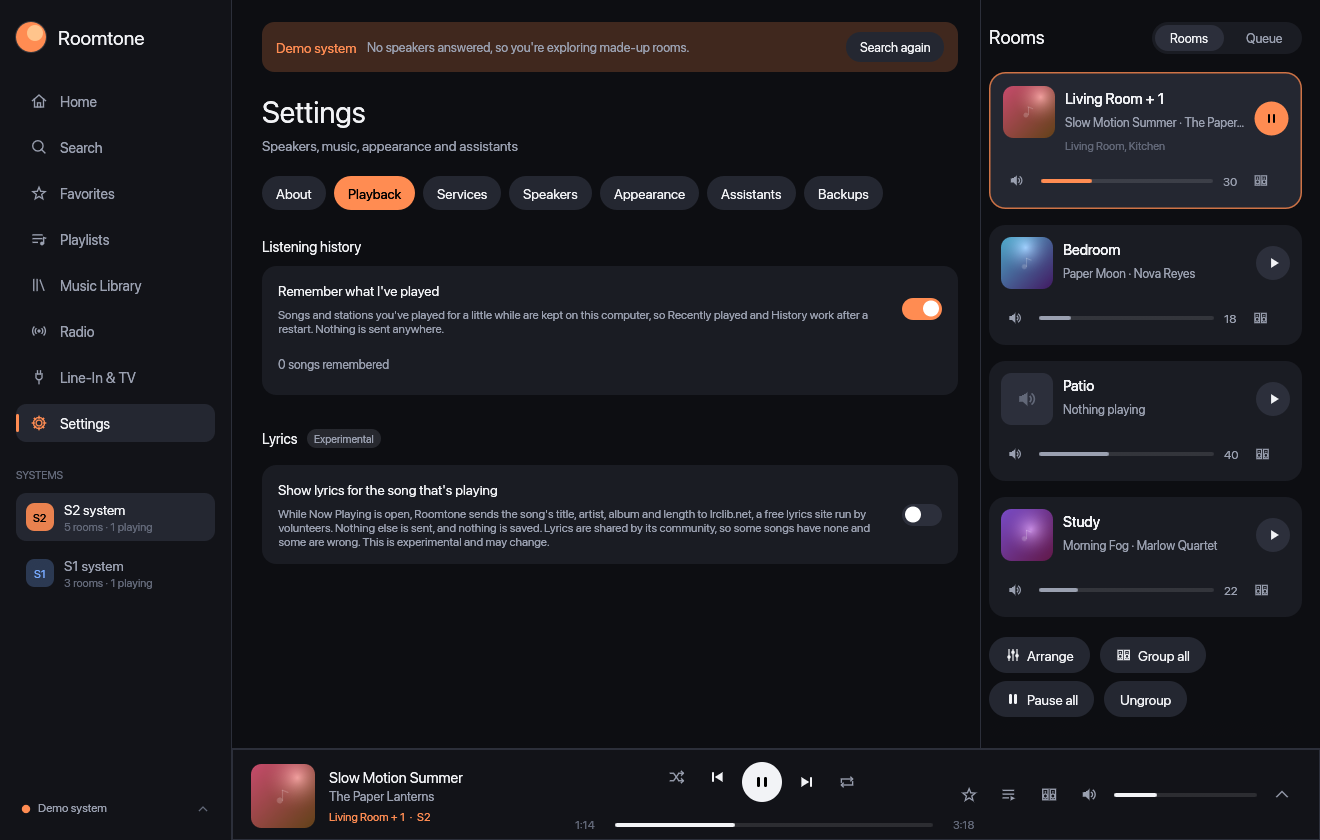 Roomtone
Home
Search
Favorites
Playlists
Music Library
Radio
Line-In & TV
Settings
SYSTEMS
S2
S2 system
5 rooms · 1 playing
S1
S1 system
3 rooms · 1 playing
Demo system
Demo system
No speakers answered, so you're exploring made-up rooms.
Search again
Settings
Speakers, music, appearance and assistants
About
Playback
Services
Speakers
Appearance
Assistants
Backups
Listening history
Remember what I've played
Songs and stations you've played for a little while are kept on this computer, so Recently played and History work after a
restart. Nothing is sent anywhere.
0 songs remembered
Lyrics
Experimental
Show lyrics for the song that's playing
While Now Playing is open, Roomtone sends the song's title, artist, album and length to lrclib.net, a free lyrics site run by
volunteers. Nothing else is sent, and nothing is saved. Lyrics are shared by its community, so some songs have none and
some are wrong. This is experimental and may change.
Rooms
Rooms
Queue
Living Room + 1
Slow Motion Summer · The Paper...
Living Room, Kitchen
30
Bedroom
Paper Moon · Nova Reyes
18
Patio
Nothing playing
40
Study
Morning Fog · Marlow Quartet
22
Arrange
Group all
Pause all
Ungroup
Slow Motion Summer
The Paper Lanterns
Living Room + 1 · S2
1:14
3:18